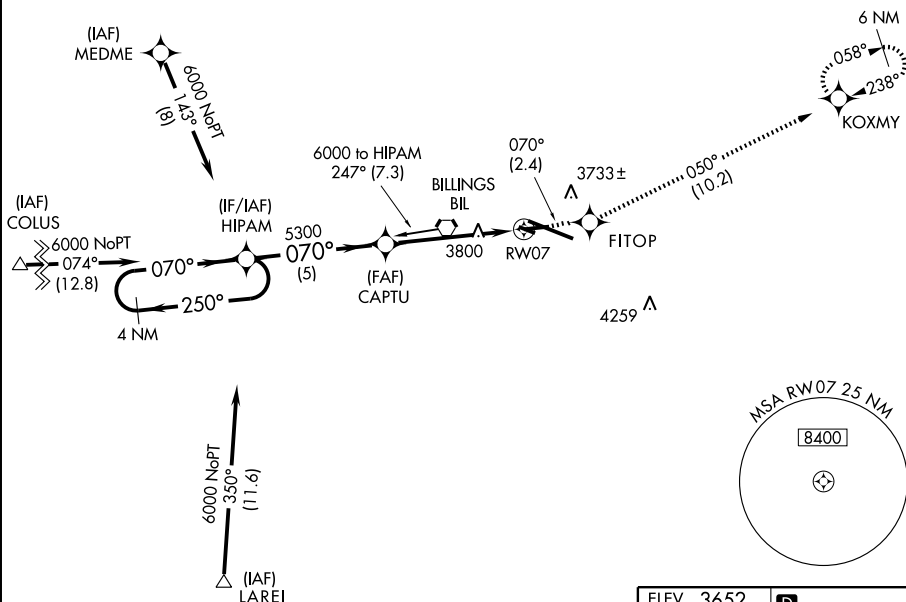 (IAF)
MEDME
6000 NoPT
143°
(8)
6 NM
058°
238°
KOXMY
6000 to HIPAM
247° (7.3)
070°
(2.4)
3733±
050°
(10.2)
BILLINGS
BIL
(IAF)
COLUS
6000 NoPT
074°
(12.8)
(IF/IAF)
HIPAM
070°
250°
4 NM
5300
070°
(5)
(FAF)
CAPTU
3800
RW07
FITOP
4259
6000 NoPT
350°
(11.6)
(IAF)
LAREI
MSA RW07 25 NM
8400
ELEV 3652
D